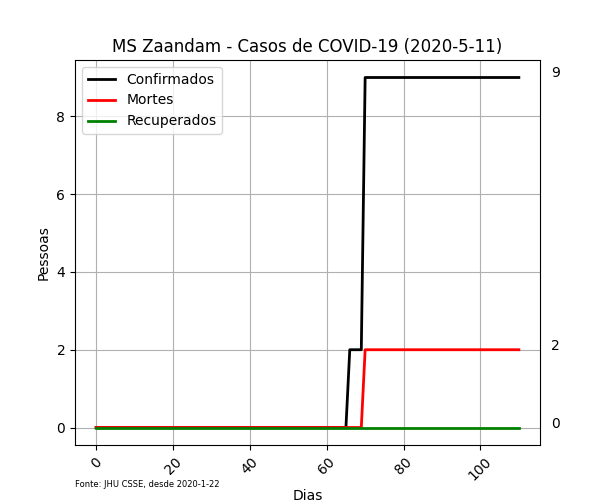 MS Zaandam - Casos de COVID-19 (2020-5-11)
Confirmados
Mortes
Recuperados
9
2
0
8
6
4
2
0
Pessoas
0 20 40 60 80 100
Fonte: JHU CSSE, desde 2020-1-22
Dias